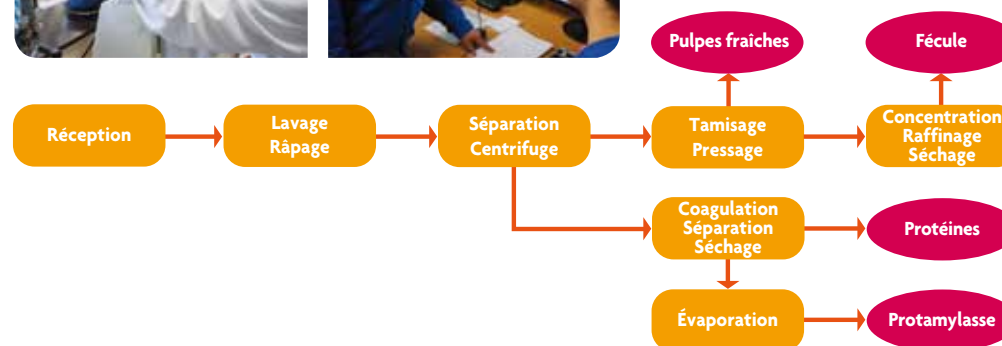 Pulpes fraîches
Fécule
Réception
Lavage
Râpage
Séparation
Centrifuge
Tamisage
Pressage
Concentration
Raffinage
Séchage
Coagulation
Séparation
Séchage
Protéines
Évaporation
Protamylasse